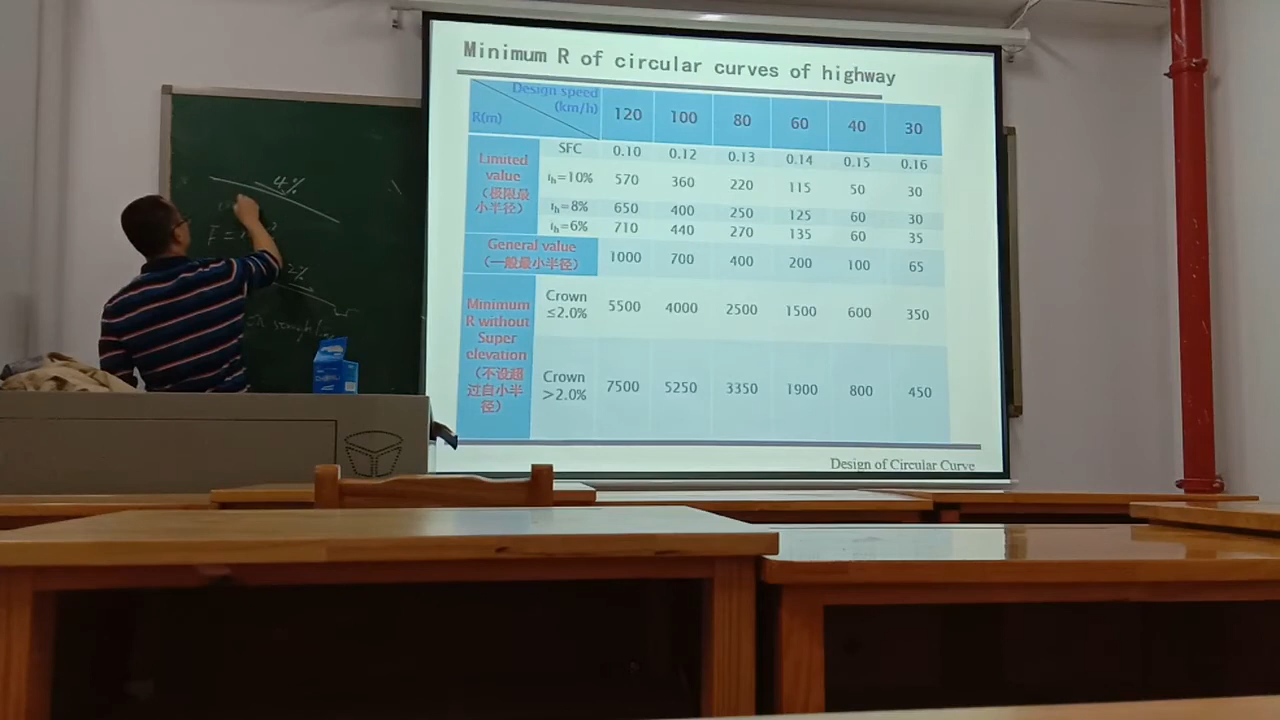 Minimum R of circular curves of highway
Design speed
(km/h)
R(m)
120 100 80 60 40 30
Limited
value
(极限最
小半径)
SFC 0.10 0.12 0.13 0.14 0.15 0.16
ih=10% 570 360 220 115 50 30
ih=8% 650 400 250 125 60 30
ih=6% 710 440 270 135 60 35
General value
(一般最小半径)
1000 700 400 200 100 65
Minimum
R without
Super
elevation
(不设超
过自小半
径)
Crown
≤2.0%
5500 4000 2500 1500 600 350
Crown
>2.0%
7500 5250 3350 1900 800 450
Design of Circular Curve
4%
F =
2%